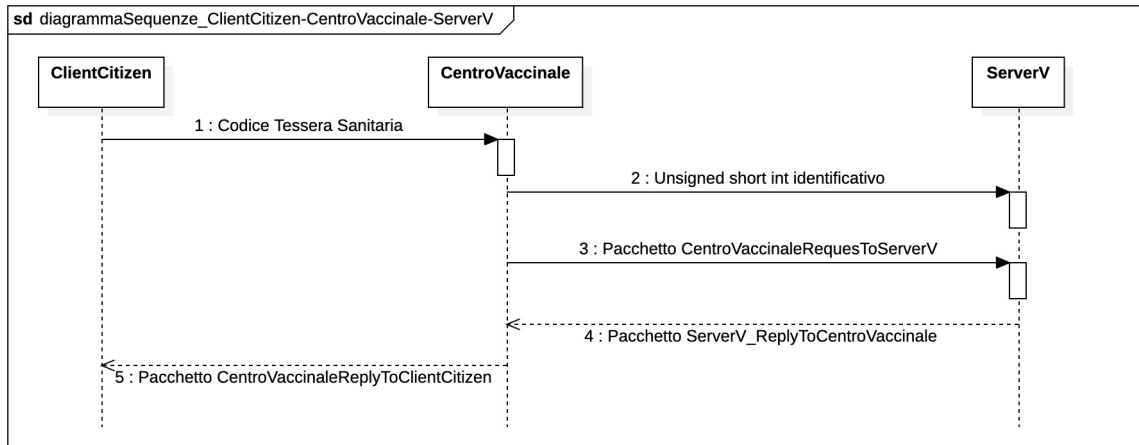 sd diagrammaSequenze_ClientCitizen-CentroVaccinale-ServerV
ClientCitizen
CentroVaccinale
ServerV
1 : Codice Tessera Sanitaria
2 : Unsigned short int identificativo
3 : Pacchetto CentroVaccinaleRequesToServerV
4 : Pacchetto ServerV_ReplyToCentroVaccinale
5 : Pacchetto CentroVaccinaleReplyToClientCitizen